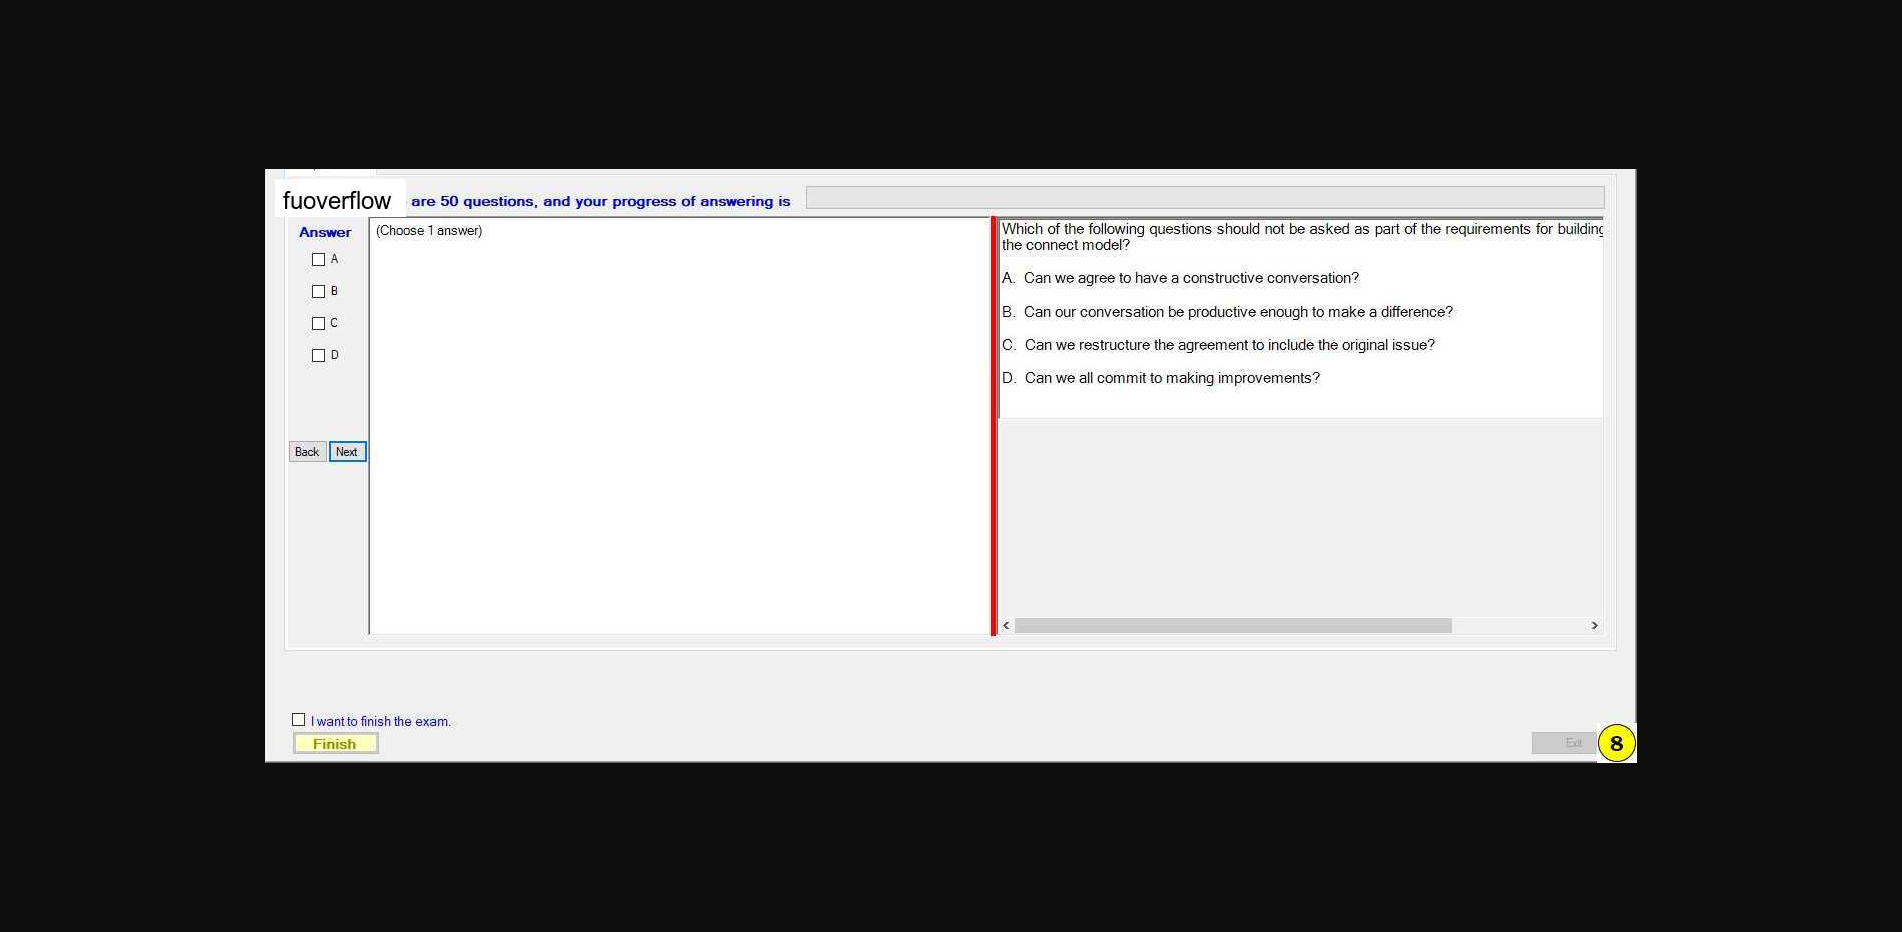 fuoverflow are 50 questions, and your progress of answering is
Answer
(Choose 1 answer)
A
B
C
D
Back Next
Which of the following questions should not be asked as part of the requirements for building
the connect model?
A. Can we agree to have a constructive conversation?
B. Can our conversation be productive enough to make a difference?
C. Can we restructure the agreement to include the original issue?
D. Can we all commit to making improvements?
I want to finish the exam.
Finish
Exit
8